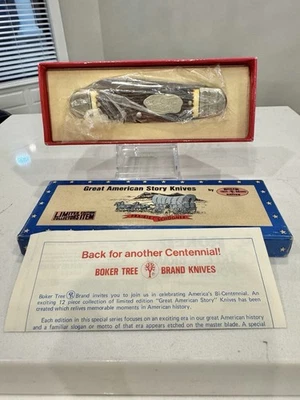 Great American Story Knives
by
LIMITED EDITION
COLLECTORS ITEM
Back for another Centennial!
BOKER TREE BRAND KNIVES
Boker Tree Brand invites you to join us in celebrating America's Bi-Centennial. An
exciting 12 piece collection of limited edition "Great American Story" Knives has been
created which relives memorable moments in American history.
Each edition in this special series focuses on an exciting era in our great American history
and a familiar slogan or motto of that era appears etched on the master blade. A special